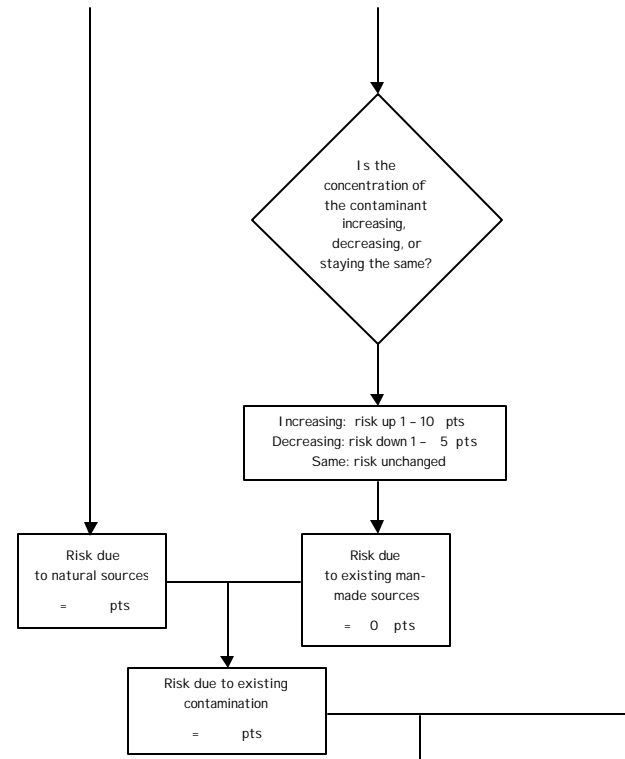 Is the
concentration of
the contaminant
increasing,
decreasing, or
staying the same?
Increasing: risk up 1 – 10 pts
Decreasing: risk down 1 – 5 pts
Same: risk unchanged
Risk due
to natural sources
= pts
Risk due
to existing man-
made sources
= 0 pts
Risk due to existing
contamination
= pts